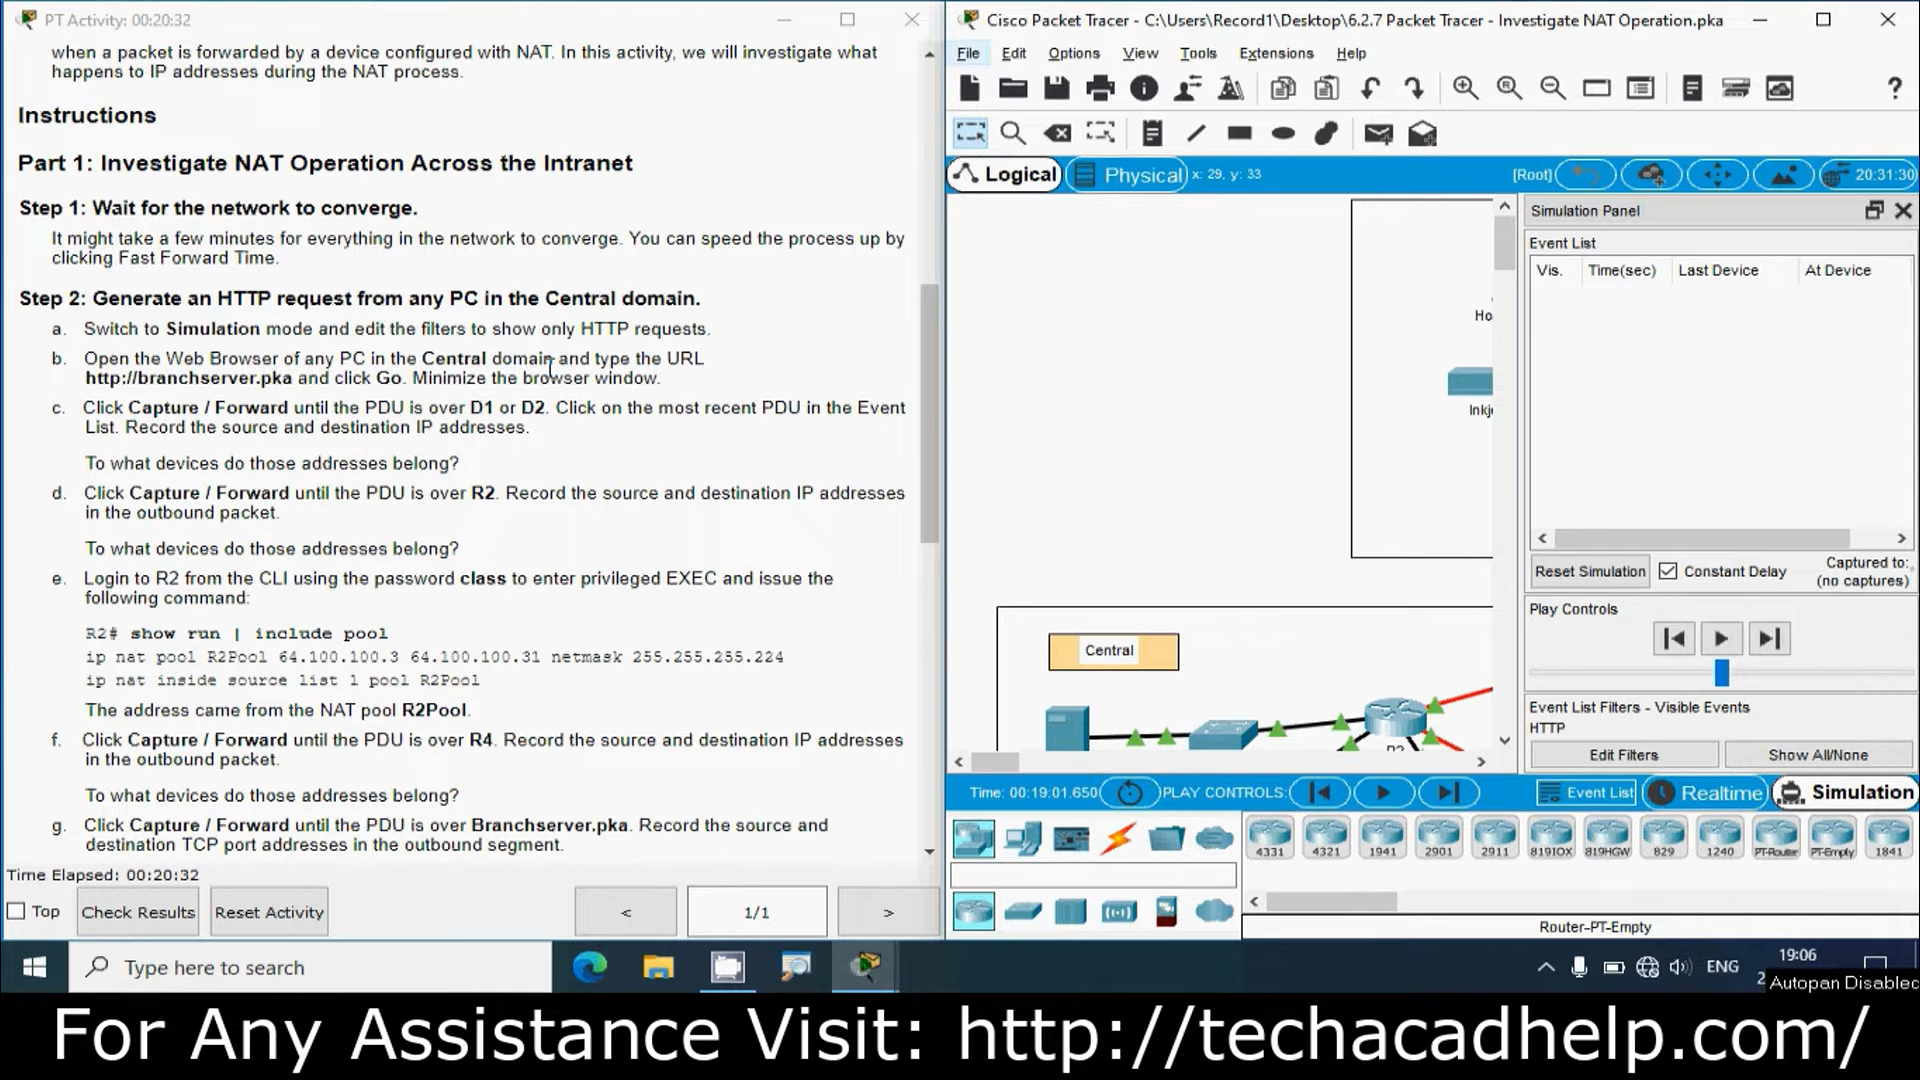 PT Activity: 00:20:32
when a packet is forwarded by a device configured with NAT. In this activity, we will investigate what
happens to IP addresses during the NAT process.
Instructions
Part 1: Investigate NAT Operation Across the Intranet
Step 1: Wait for the network to converge.
It might take a few minutes for everything in the network to converge. You can speed the process up by
clicking Fast Forward Time.
Step 2: Generate an HTTP request from any PC in the Central domain.
a. Switch to Simulation mode and edit the filters to show only HTTP requests.
b. Open the Web Browser of any PC in the Central domain and type the URL
http://branchserver.pka and click Go. Minimize the browser window.
c. Click Capture / Forward until the PDU is over D1 or D2. Click on the most recent PDU in the Event
List. Record the source and destination IP addresses.
To what devices do those addresses belong?
d. Click Capture / Forward until the PDU is over R2. Record the source and destination IP addresses
in the outbound packet.
To what devices do those addresses belong?
e. Login to R2 from the CLI using the password class to enter privileged EXEC and issue the
following command:
R2# show run | include pool
ip nat pool R2Pool 64.100.100.3 64.100.100.31 netmask 255.255.255.224
ip nat inside source list 1 pool R2Pool
The address came from the NAT pool R2Pool.
f. Click Capture / Forward until the PDU is over R4. Record the source and destination IP addresses
in the outbound packet.
To what devices do those addresses belong?
g. Click Capture / Forward until the PDU is over Branchserver.pka. Record the source and
destination TCP port addresses in the outbound segment.
Time Elapsed: 00:20:32
Top Check Results Reset Activity < 1/1 >
Cisco Packet Tracer - C:\Users\Record1\Desktop\6.2.7 Packet Tracer - Investigate NAT Operation.pka
File Edit Options View Tools Extensions Help
Logical Physical x: 29, y: 33 [Root] 20:31:30
Ho
Inkj
Central
Simulation Panel
Event List
Vis. Time(sec) Last Device At Device
Reset Simulation Constant Delay Captured to:
(no captures)
Play Controls
Event List Filters - Visible Events
HTTP
Edit Filters Show All/None
Time: 00:19:01.650 PLAY CONTROLS: Event List Realtime Simulation
4331 4321 1941 2901 2911 819IOX 819HGW 829 1240 PT-Router PT-Empty 1841
Router-PT-Empty
Type here to search
ENG
19:06
Autopan Disabled
For Any Assistance Visit: http://techacadhelp.com/